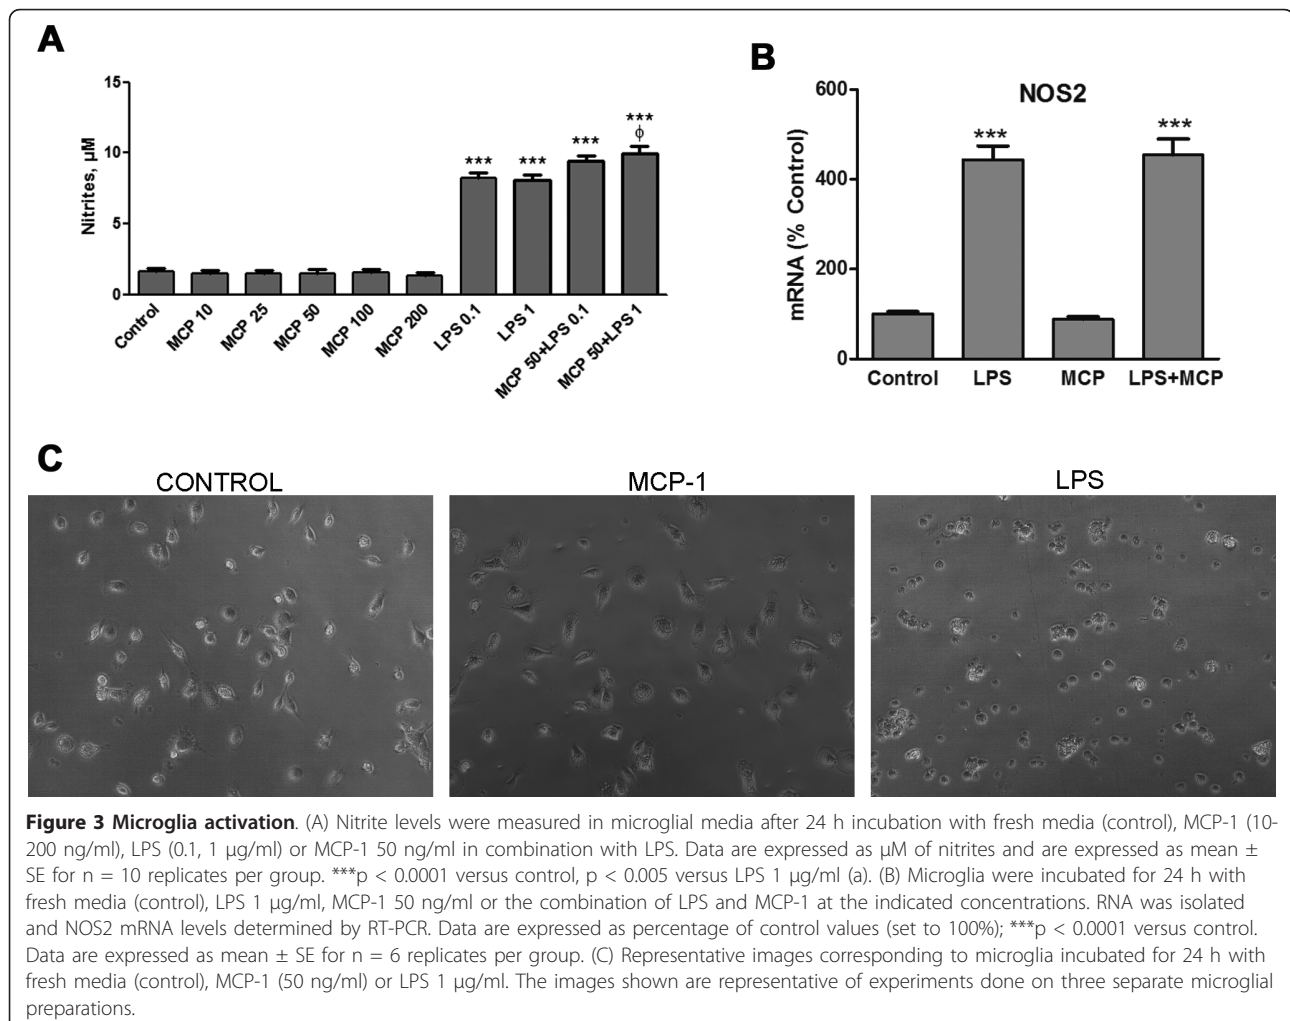 A
15
10
5
0
Nitrites, µM
***
***
***
***
ϕ
Control
MCP 10
MCP 25
MCP 50
MCP 100
MCP 200
LPS 0.1
LPS 1
MCP 50+LPS 0.1
MCP 50+LPS 1
B
NOS2
600
400
200
0
mRNA (% Control)
***
***
Control
LPS
MCP
LPS+MCP
C
CONTROL
MCP-1
LPS
Figure 3 Microglia activation. (A) Nitrite levels were measured in microglial media after 24 h incubation with fresh media (control), MCP-1 (10-
200 ng/ml), LPS (0.1, 1 µg/ml) or MCP-1 50 ng/ml in combination with LPS. Data are expressed as µM of nitrites and are expressed as mean ±
SE for n = 10 replicates per group. ***p < 0.0001 versus control, p < 0.005 versus LPS 1 µg/ml (a). (B) Microglia were incubated for 24 h with
fresh media (control), LPS 1 µg/ml, MCP-1 50 ng/ml or the combination of LPS and MCP-1 at the indicated concentrations. RNA was isolated
and NOS2 mRNA levels determined by RT-PCR. Data are expressed as percentage of control values (set to 100%); ***p < 0.0001 versus control.
Data are expressed as mean ± SE for n = 6 replicates per group. (C) Representative images corresponding to microglia incubated for 24 h with
fresh media (control), MCP-1 (50 ng/ml) or LPS 1 µg/ml. The images shown are representative of experiments done on three separate microglial
preparations.